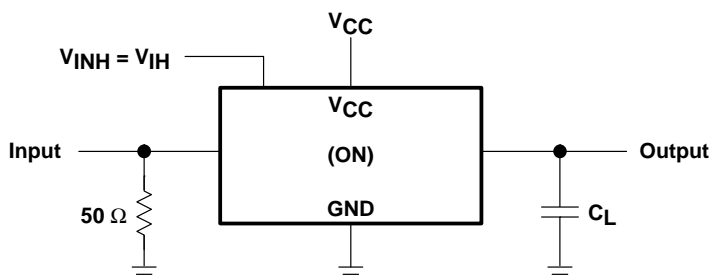 VCC
VINH = VIH
VCC
Input
(ON)
Output
50 Ω
GND
CL